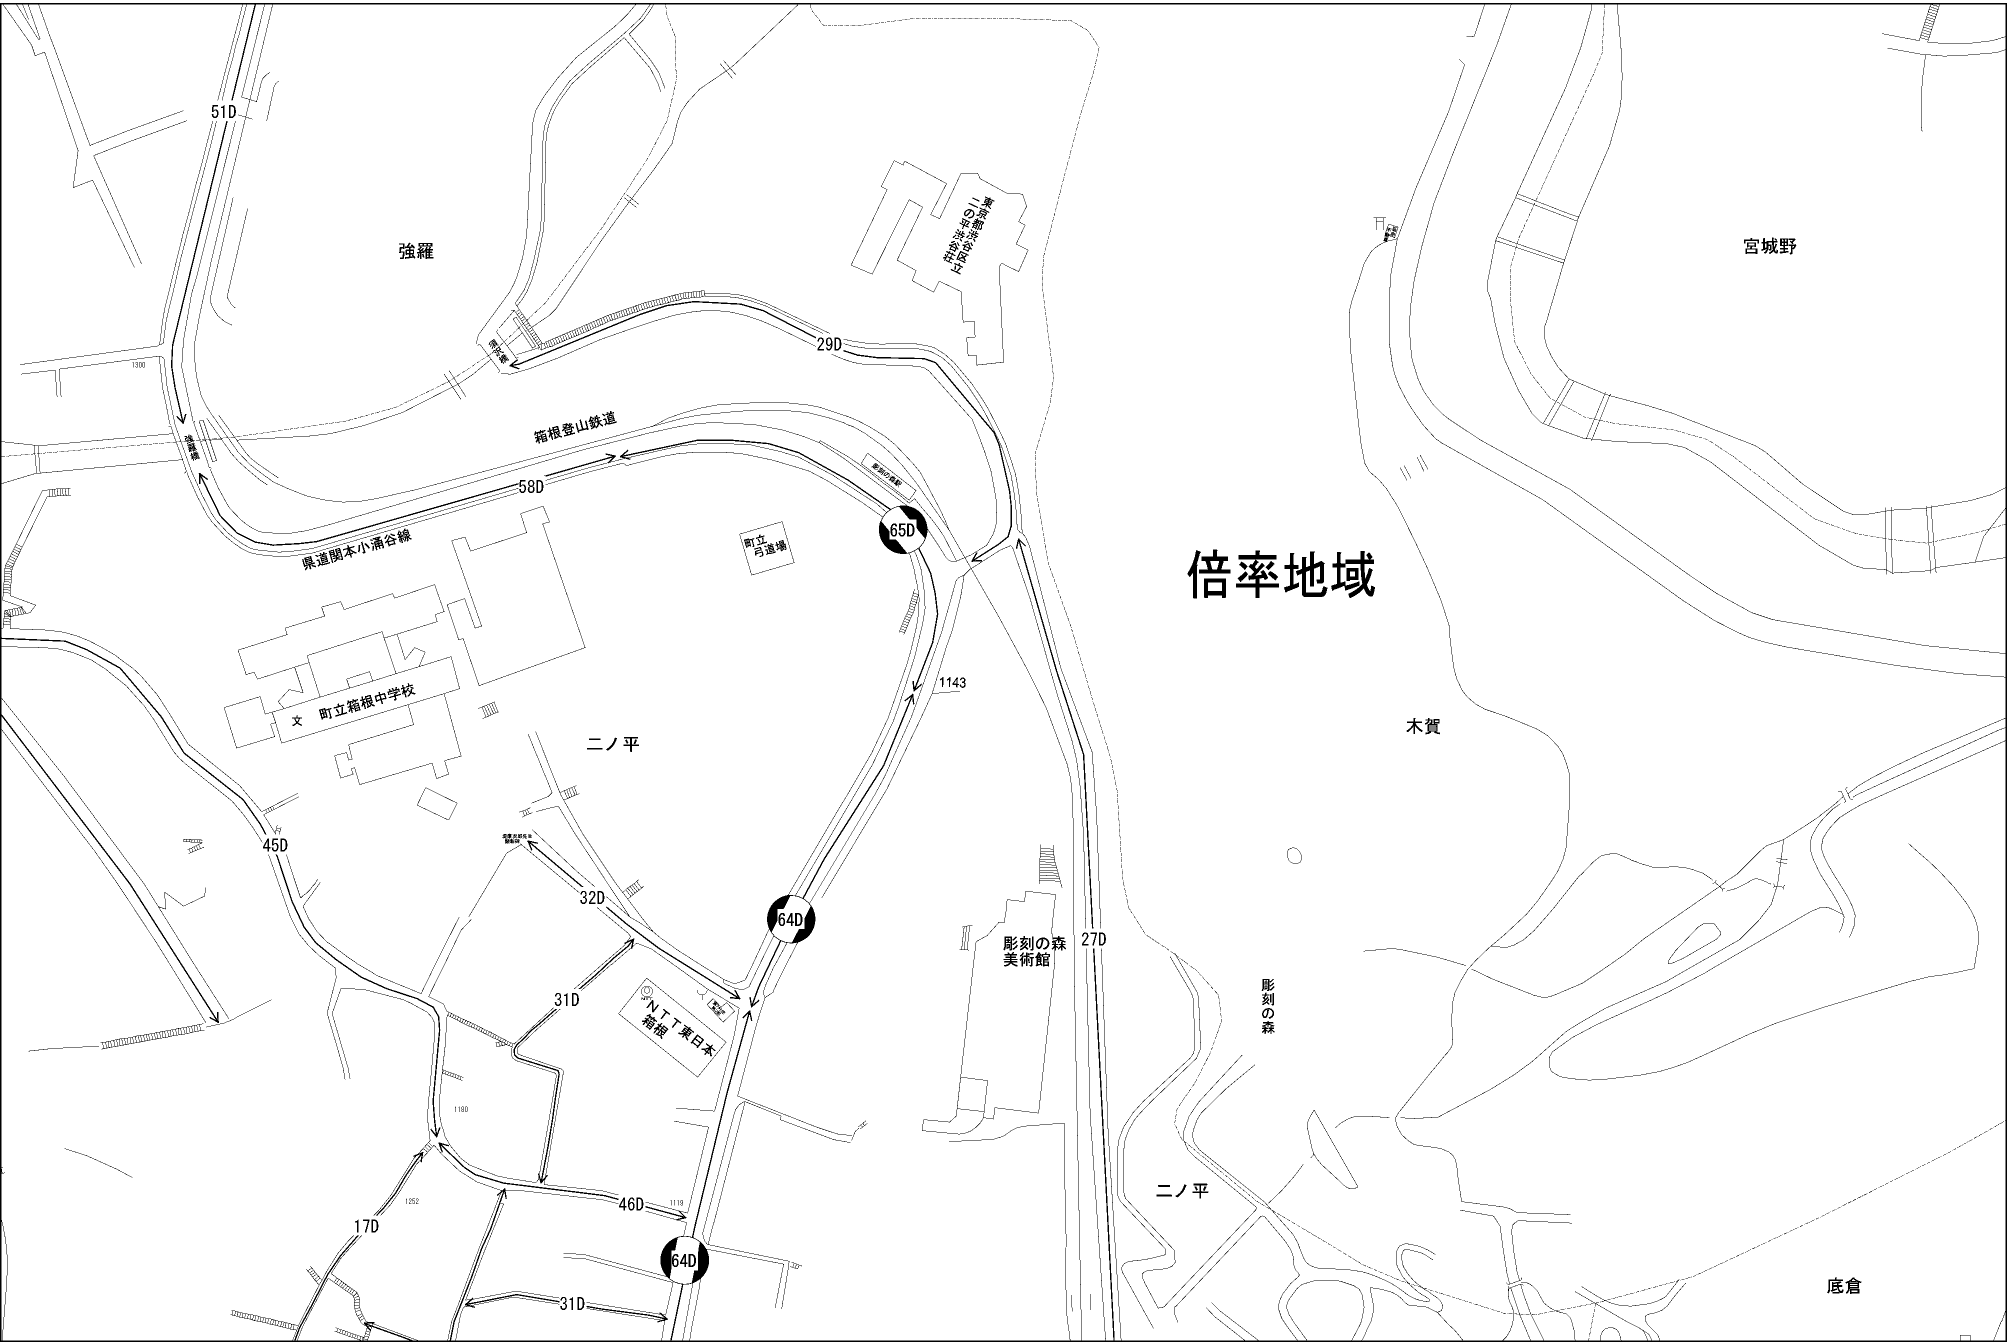 51D
強羅
東京都渋谷区立
二の平渋谷荘
宮城野
29D
1300
箱根登山鉄道
強羅橋
彫刻の森駅
58D
65D
県道関本小涌谷線
町立
弓道場
倍率地域
1143
文 町立箱根中学校
二ノ平
木賀
45D
32D
64D
彫刻の森
美術館
27D
31D
彫刻の森
NTT東日本
箱根
1180
二ノ平
1252
46D
1119
17D
64D
底倉
31D